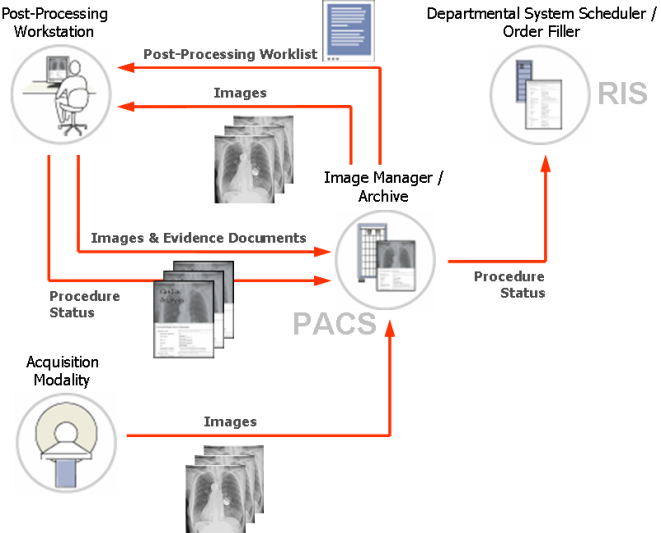 Post-Processing
Workstation
Departmental System Scheduler /
Order Filler
Post-Processing Worklist
RIS
Images
Image Manager /
Archive
Images & Evidence Documents
Procedure
Status
Procedure
Status
PACS
Acquisition
Modality
Images